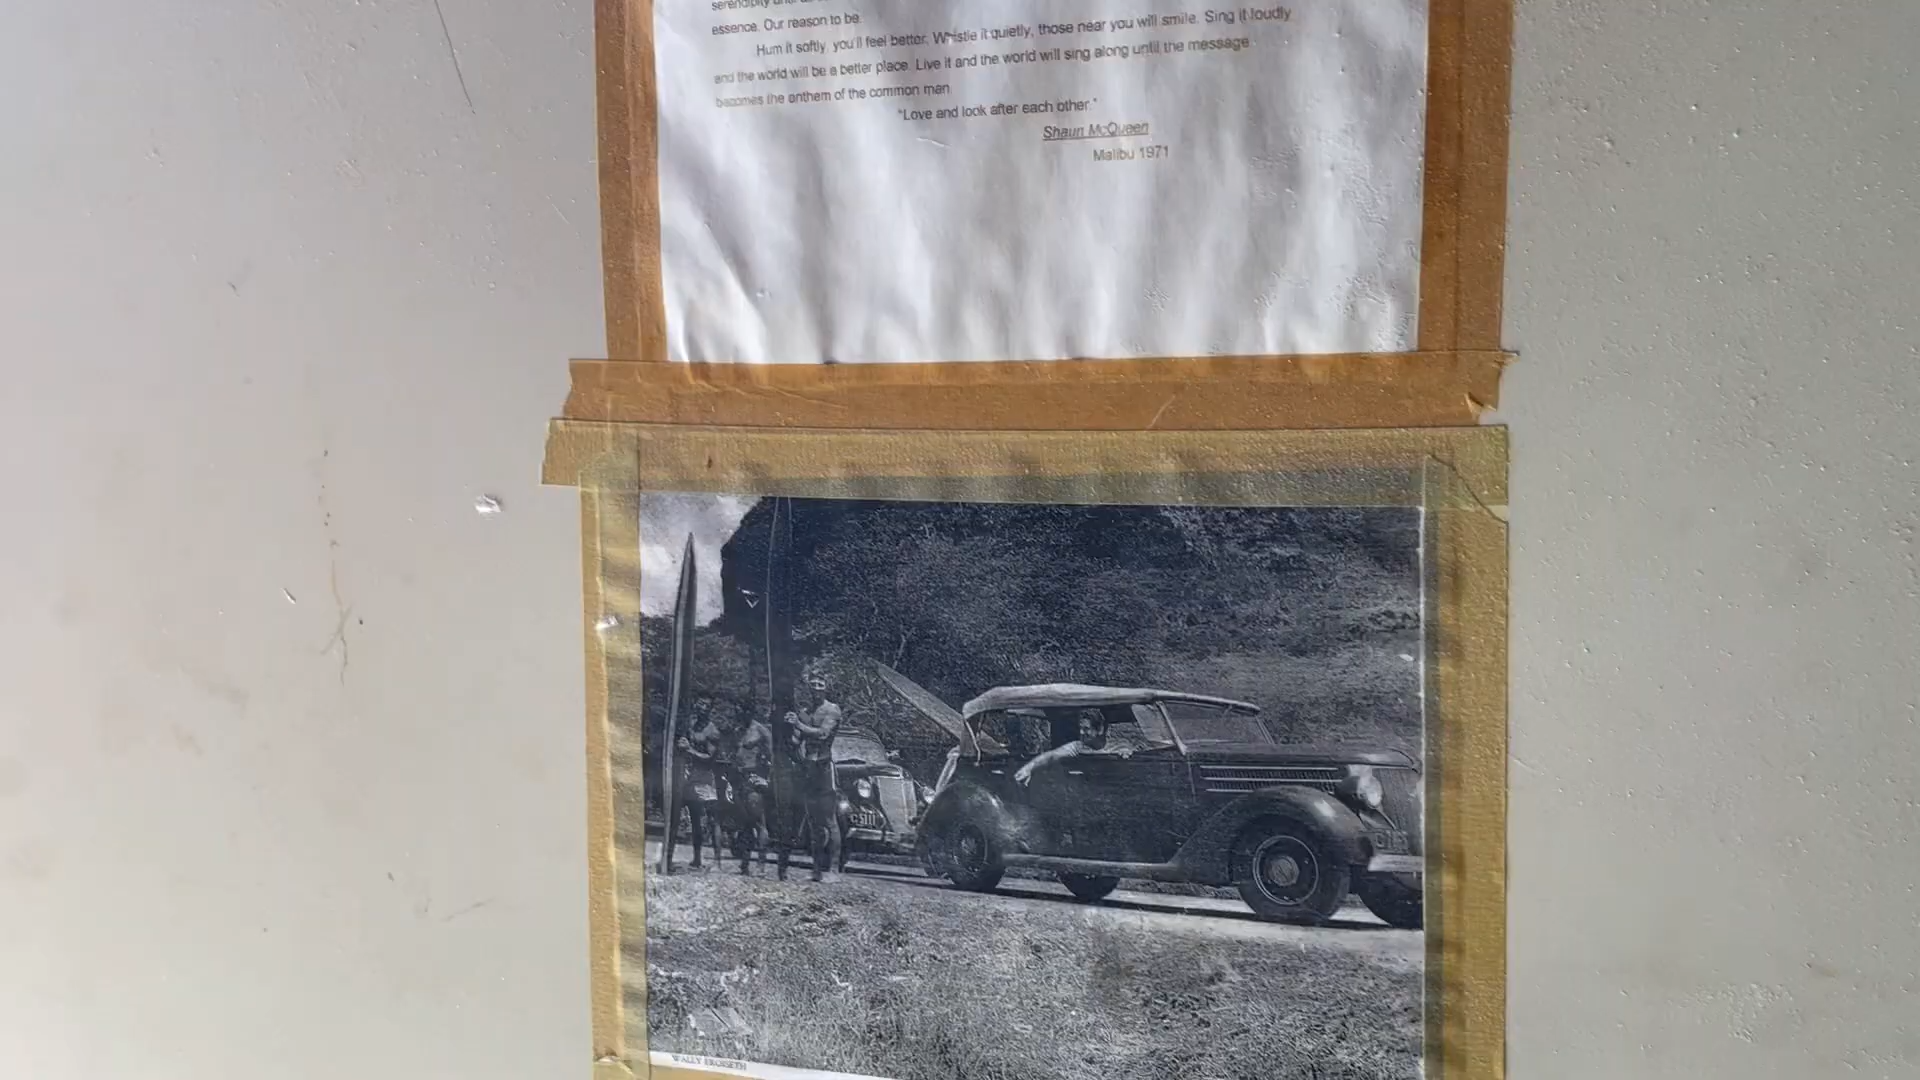 serendipity until
essence. Our reason to be.
Hum it softly, you'll feel better. Whistle it quietly, those near you will smile. Sing it loudly
and the world will be a better place. Live it and the world will sing along until the message
becomes the anthem of the common man.
"Love and look after each other."
Shaun McQueen
Malibu 1971
WALLY FROISETH